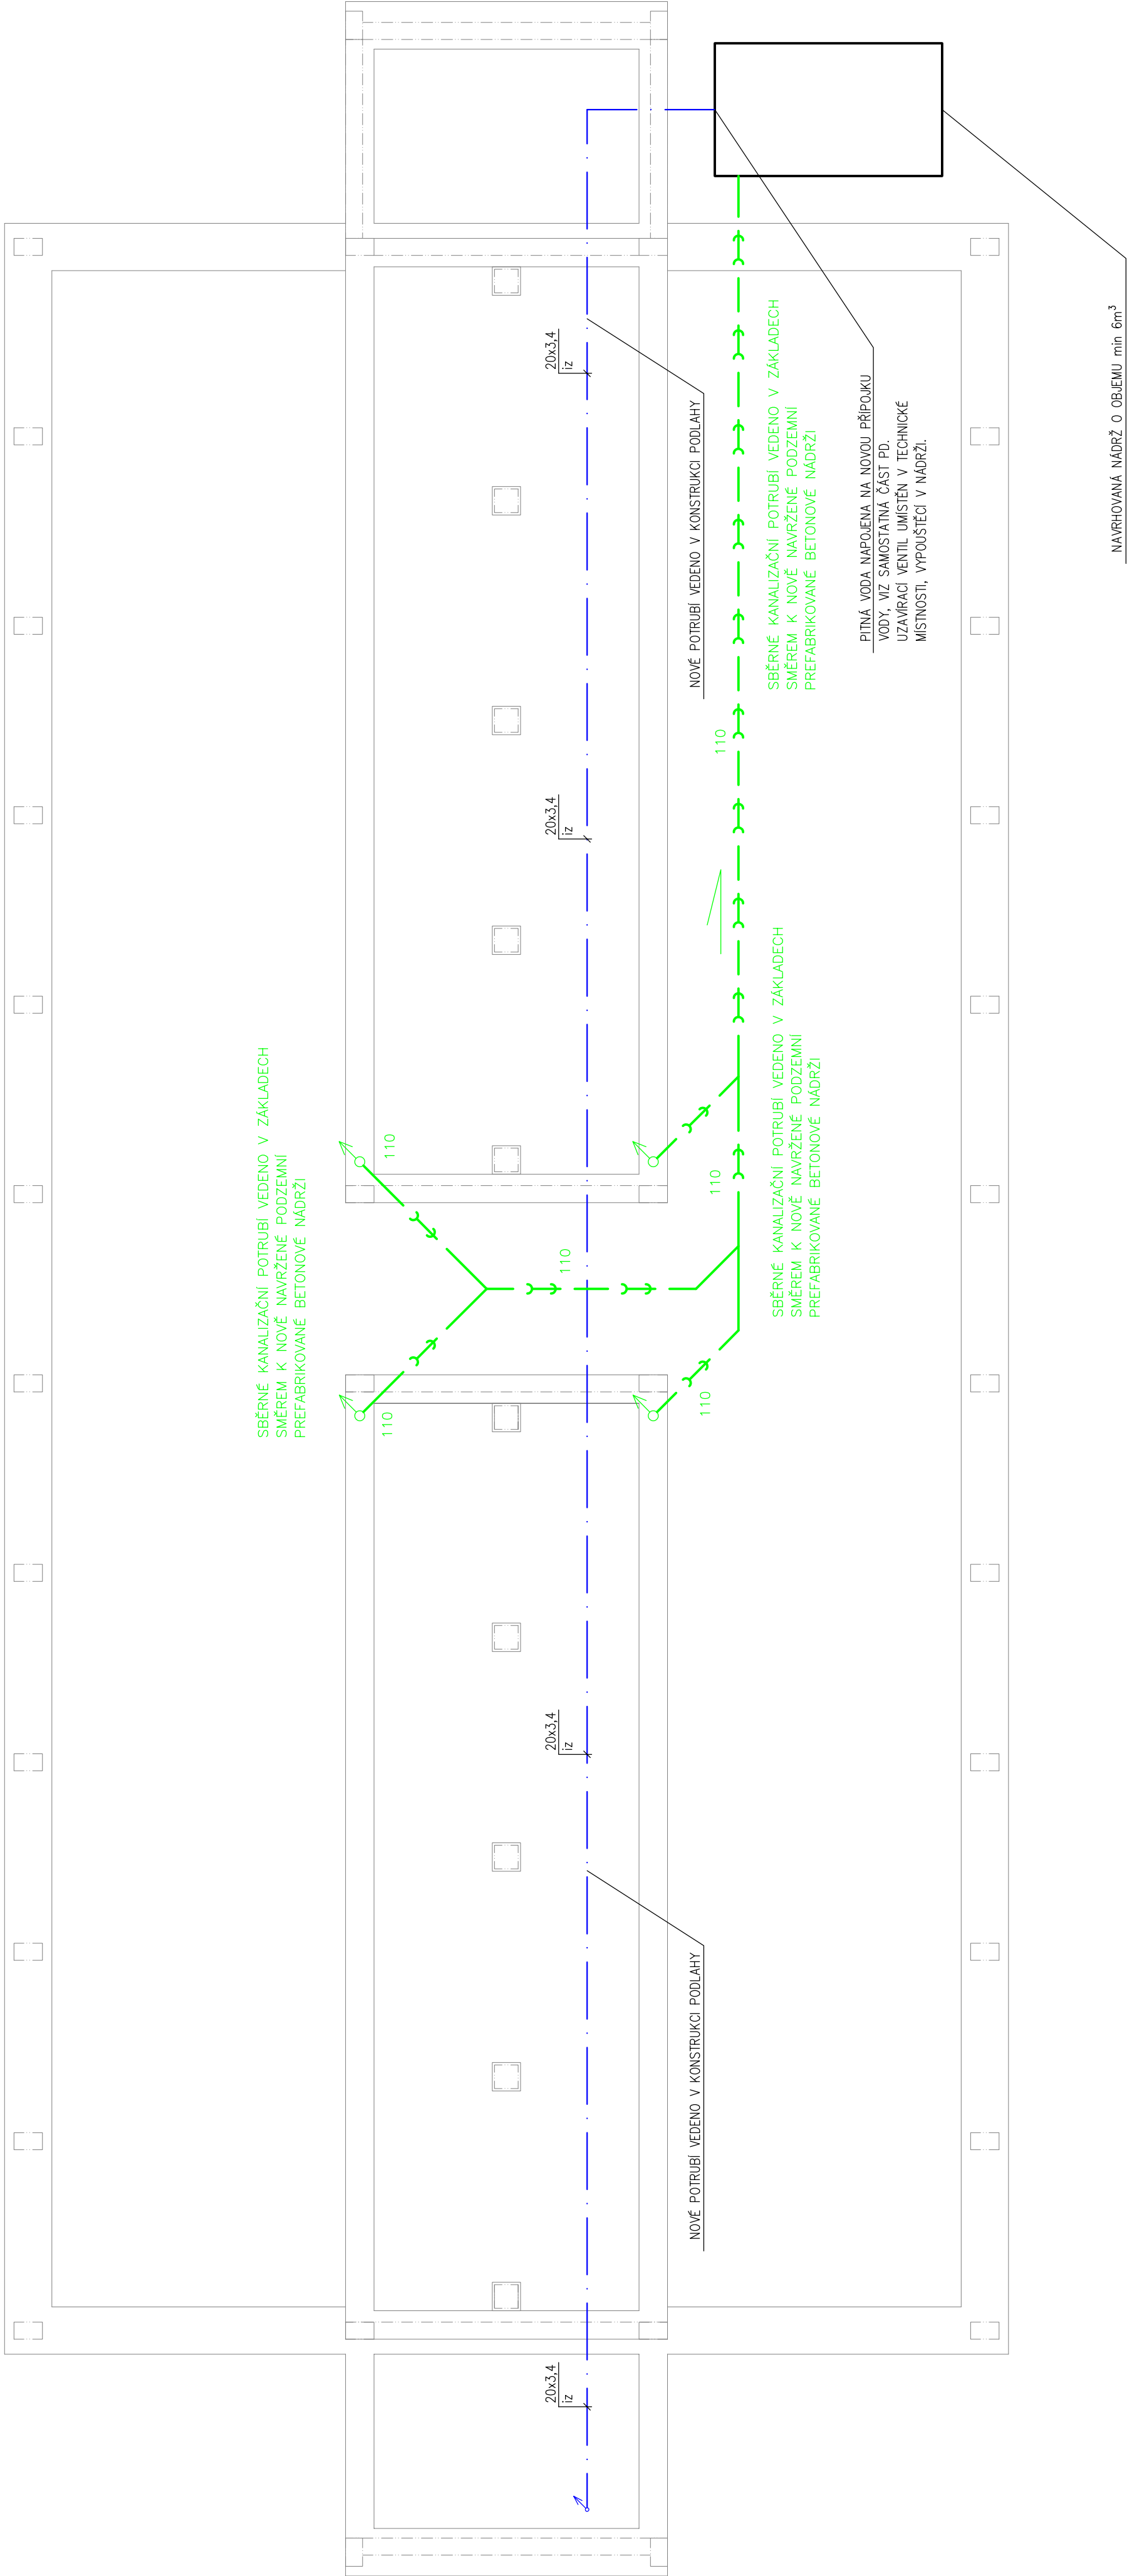 SBĚRNÉ KANALIZAČNÍ POTRUBÍ VEDENO V ZÁKLADECH
SMĚREM K NOVĚ NAVRŽENÉ PODZEMNÍ
PREFABRIKOVANÉ BETONOVÉ NÁDRŽI
110
110
110
20x3,4
iz
20x3,4
iz
20x3,4
iz
20x3,4
iz
NOVÉ POTRUBÍ VEDENO V KONSTRUKCI PODLAHY
NOVÉ POTRUBÍ VEDENO V KONSTRUKCI PODLAHY
110
110
110
SBĚRNÉ KANALIZAČNÍ POTRUBÍ VEDENO V ZÁKLADECH
SMĚREM K NOVĚ NAVRŽENÉ PODZEMNÍ
PREFABRIKOVANÉ BETONOVÉ NÁDRŽI
SBĚRNÉ KANALIZAČNÍ POTRUBÍ VEDENO V ZÁKLADECH
SMĚREM K NOVĚ NAVRŽENÉ PODZEMNÍ
PREFABRIKOVANÉ BETONOVÉ NÁDRŽI
PITNÁ VODA NAPOJENA NA NOVOU PŘÍPOJKU
VODY, VIZ SAMOSTATNÁ ČÁST PD.
UZAVÍRACÍ VENTIL UMÍSTĚN V TECHNICKÉ
MÍSTNOSTI, VYPOUŠTĚCÍ V NÁDRŽI.
NAVRHOVANÁ NÁDRŽ O OBJEMU min 6m³